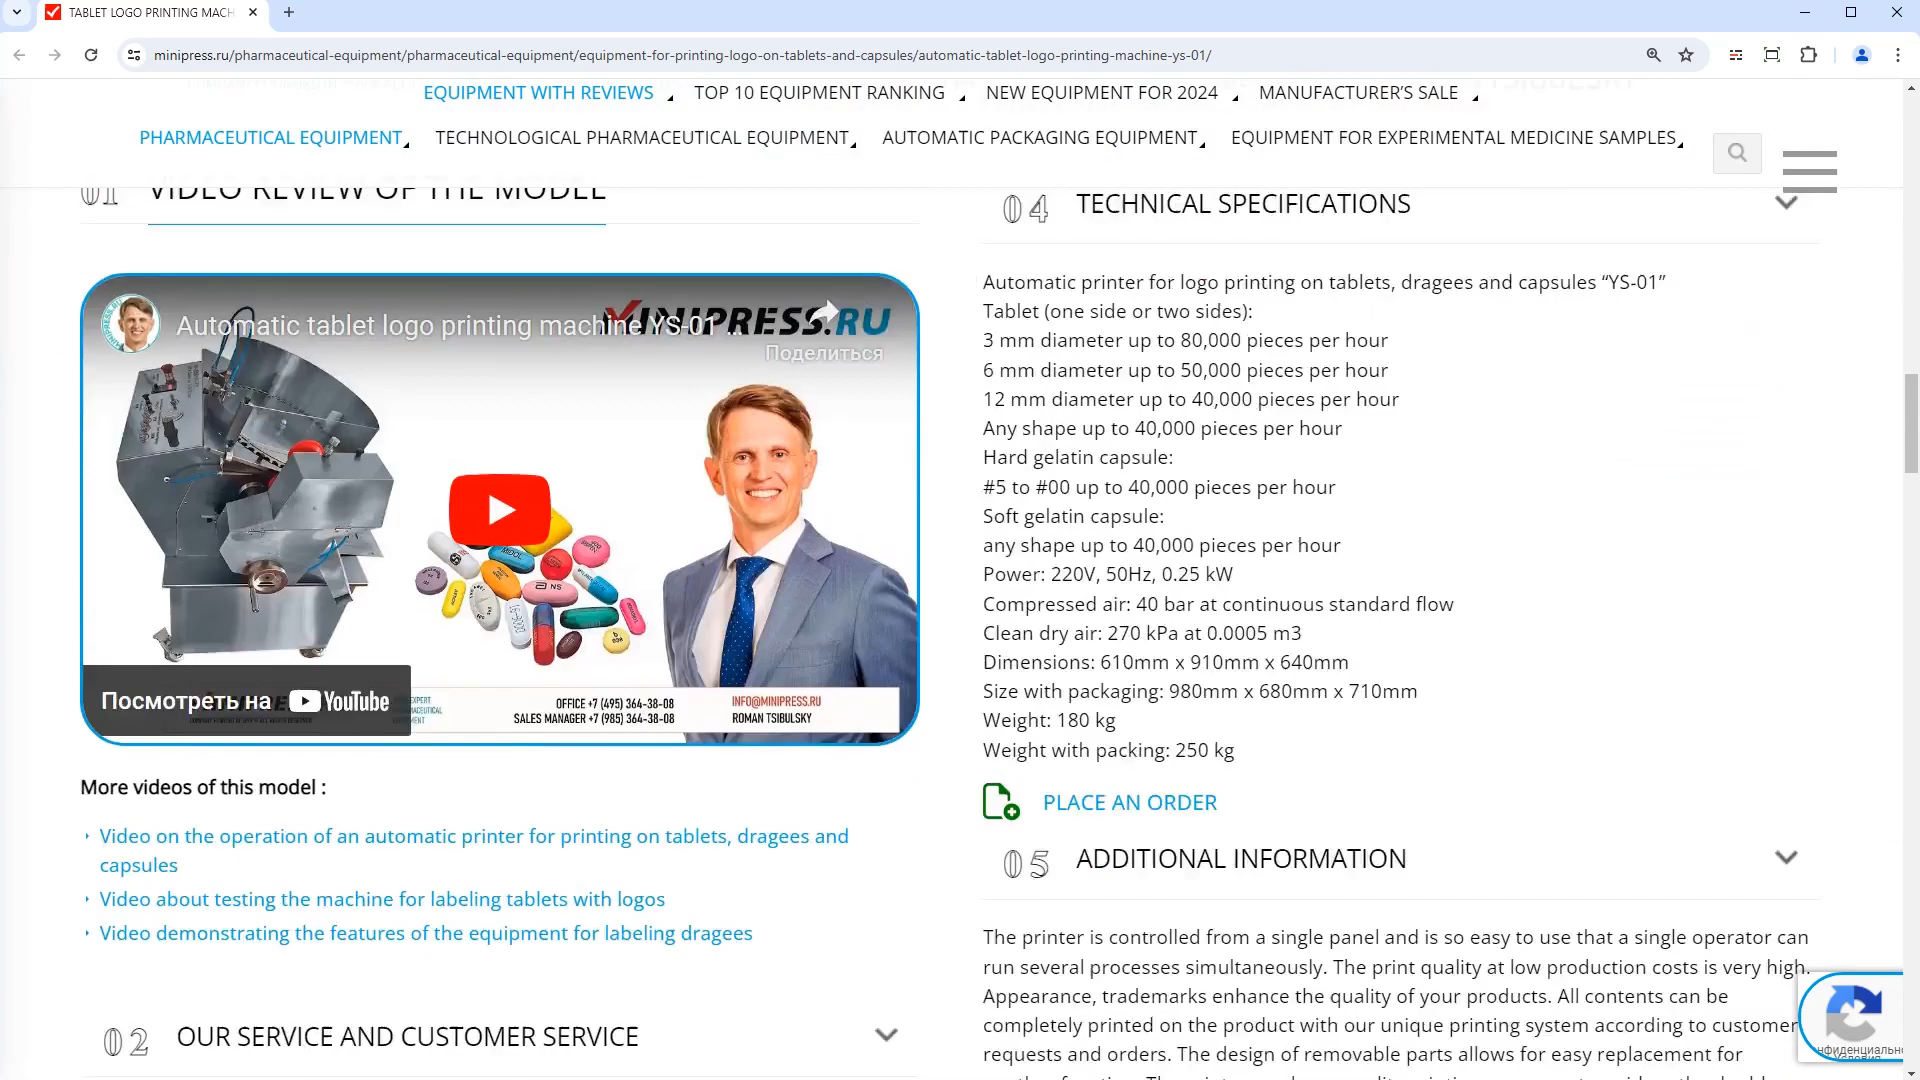 TABLET LOGO PRINTING MACH
minipress.ru/pharmaceutical-equipment/pharmaceutical-equipment/equipment-for-printing-logo-on-tablets-and-capsules/automatic-tablet-logo-printing-machine-ys-01/
EQUIPMENT WITH REVIEWS TOP 10 EQUIPMENT RANKING NEW EQUIPMENT FOR 2024 MANUFACTURER’S SALE
PHARMACEUTICAL EQUIPMENT TECHNOLOGICAL PHARMACEUTICAL EQUIPMENT AUTOMATIC PACKAGING EQUIPMENT EQUIPMENT FOR EXPERIMENTAL MEDICINE SAMPLES
01 VIDEO REVIEW OF THE MODEL
MINIPRESS.RU
Automatic tablet logo printing machine YS-01 ...
Поделиться
Посмотреть на YouTube
OFFICE +7 (495) 364-38-08
SALES MANAGER +7 (985) 364-38-08
INFO@MINIPRESS.RU
ROMAN TSIBULSKY
More videos of this model :
Video on the operation of an automatic printer for printing on tablets, dragees and
capsules
Video about testing the machine for labeling tablets with logos
Video demonstrating the features of the equipment for labeling dragees
02 OUR SERVICE AND CUSTOMER SERVICE
04 TECHNICAL SPECIFICATIONS
Automatic printer for logo printing on tablets, dragees and capsules “YS-01”
Tablet (one side or two sides):
3 mm diameter up to 80,000 pieces per hour
6 mm diameter up to 50,000 pieces per hour
12 mm diameter up to 40,000 pieces per hour
Any shape up to 40,000 pieces per hour
Hard gelatin capsule:
#5 to #00 up to 40,000 pieces per hour
Soft gelatin capsule:
any shape up to 40,000 pieces per hour
Power: 220V, 50Hz, 0.25 kW
Compressed air: 40 bar at continuous standard flow
Clean dry air: 270 kPa at 0.0005 m3
Dimensions: 610mm x 910mm x 640mm
Size with packaging: 980mm x 680mm x 710mm
Weight: 180 kg
Weight with packing: 250 kg
PLACE AN ORDER
05 ADDITIONAL INFORMATION
The printer is controlled from a single panel and is so easy to use that a single operator can
run several processes simultaneously. The print quality at low production costs is very high.
Appearance, trademarks enhance the quality of your products. All contents can be
completely printed on the product with our unique printing system according to customer
requests and orders. The design of removable parts allows for easy replacement for